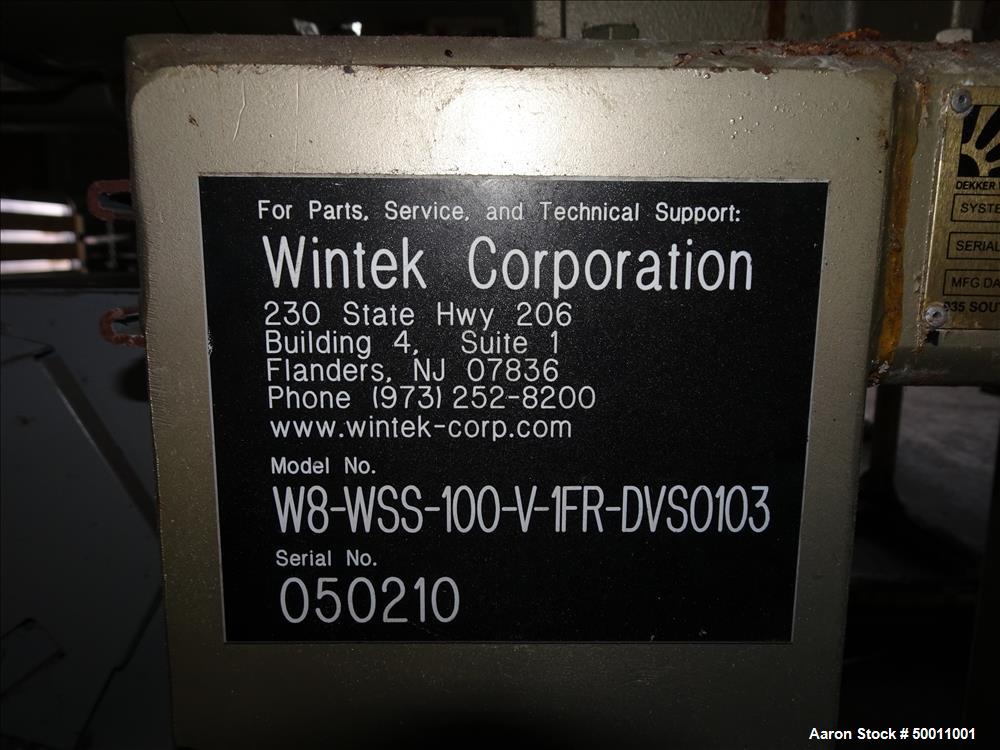 For Parts, Service, and Technical Support:
Wintek Corporation
230 State Hwy 206
Building 4, Suite 1
Flanders, NJ 07836
Phone (973) 252-8200
www.wintek-corp.com
Model No.
W8-WSS-100-V-1FR-DVS0103
Serial No.
050210
DEKKER
SYSTE
SERIAL
MFG DA
935 SOU
Aaron Stock # 50011001